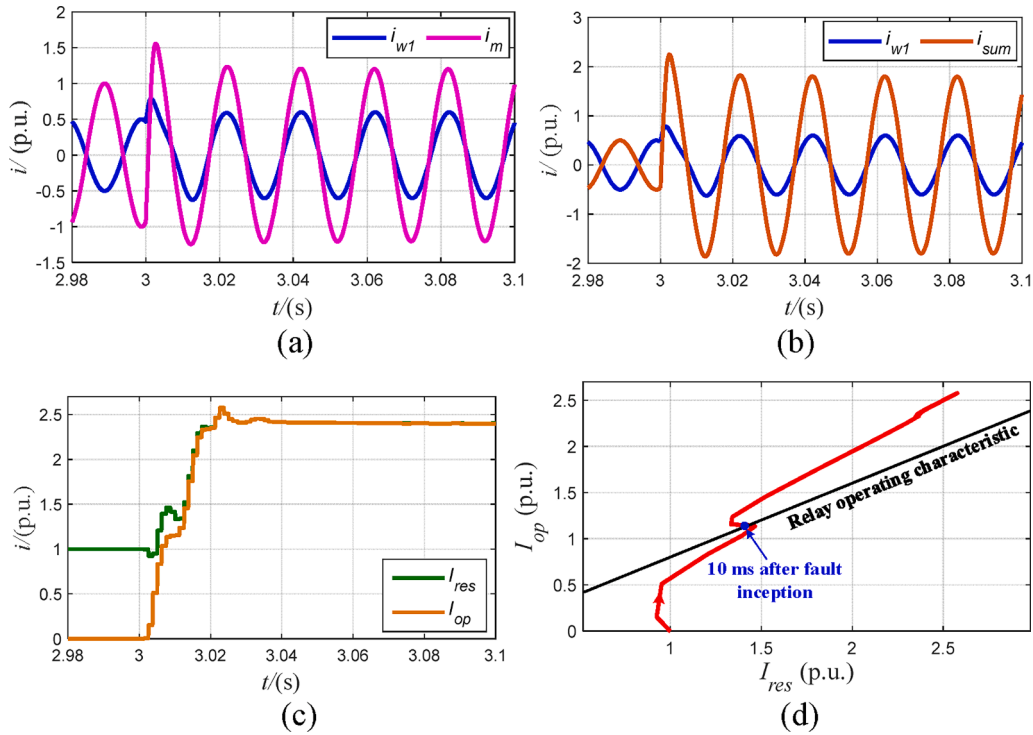 i_w1 i_m
1.5
1
0.5
0
-0.5
-1
-1.5
i/ (p.u.)
2.98 3 3.02 3.04 3.06 3.08 3.1
t/(s)
(a)
i_w1 i_sum
3
2
1
0
-1
-2
i/ (p.u.)
2.98 3 3.02 3.04 3.06 3.08 3.1
t/(s)
(b)
2.5
2
1.5
1
0.5
0
i/(p.u.)
I_res
I_op
2.98 3 3.02 3.04 3.06 3.08 3.1
t/(s)
(c)
2.5
2
1.5
1
0.5
0
I_op (p.u.)
Relay operating characteristic
10 ms after fault
inception
1 1.5 2 2.5
I_res (p.u.)
(d)